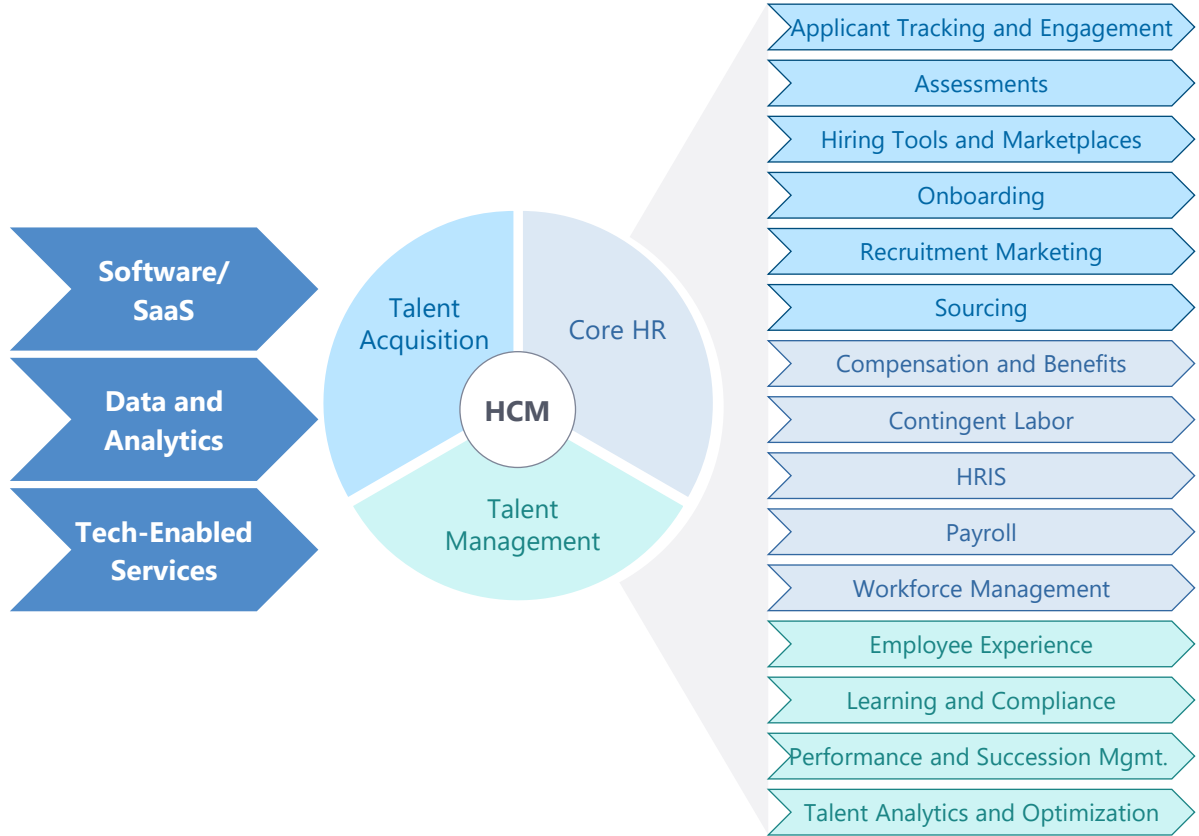 Software/
SaaS
Data and
Analytics
Tech-Enabled
Services
Talent
Acquisition
Core HR
HCM
Talent
Management
Applicant Tracking and Engagement
Assessments
Hiring Tools and Marketplaces
Onboarding
Recruitment Marketing
Sourcing
Compensation and Benefits
Contingent Labor
HRIS
Payroll
Workforce Management
Employee Experience
Learning and Compliance
Performance and Succession Mgmt.
Talent Analytics and Optimization